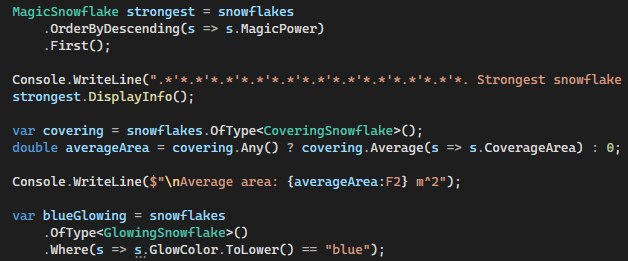 MagicSnowflake strongest = snowflakes
.OrderByDescending(s => s.MagicPower)
.First();
Console.WriteLine(".*'*.*'*.*'*.*'*.*'*.*'*.*'*.*'*.*'*.*'*. Strongest snowflake
strongest.DisplayInfo();
var covering = snowflakes.OfType<CoveringSnowflake>();
double averageArea = covering.Any() ? covering.Average(s => s.CoverageArea) : 0;
Console.WriteLine($"\nAverage area: {averageArea:F2} m^2");
var blueGlowing = snowflakes
.OfType<GlowingSnowflake>()
.Where(s => s.GlowColor.ToLower() == "blue");